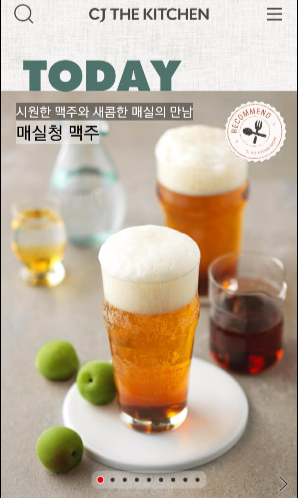 CJ THE KITCHEN
TODAY
시원한 맥주와 새콤한 매실의 만남
매실청 맥주
RECOMMEND